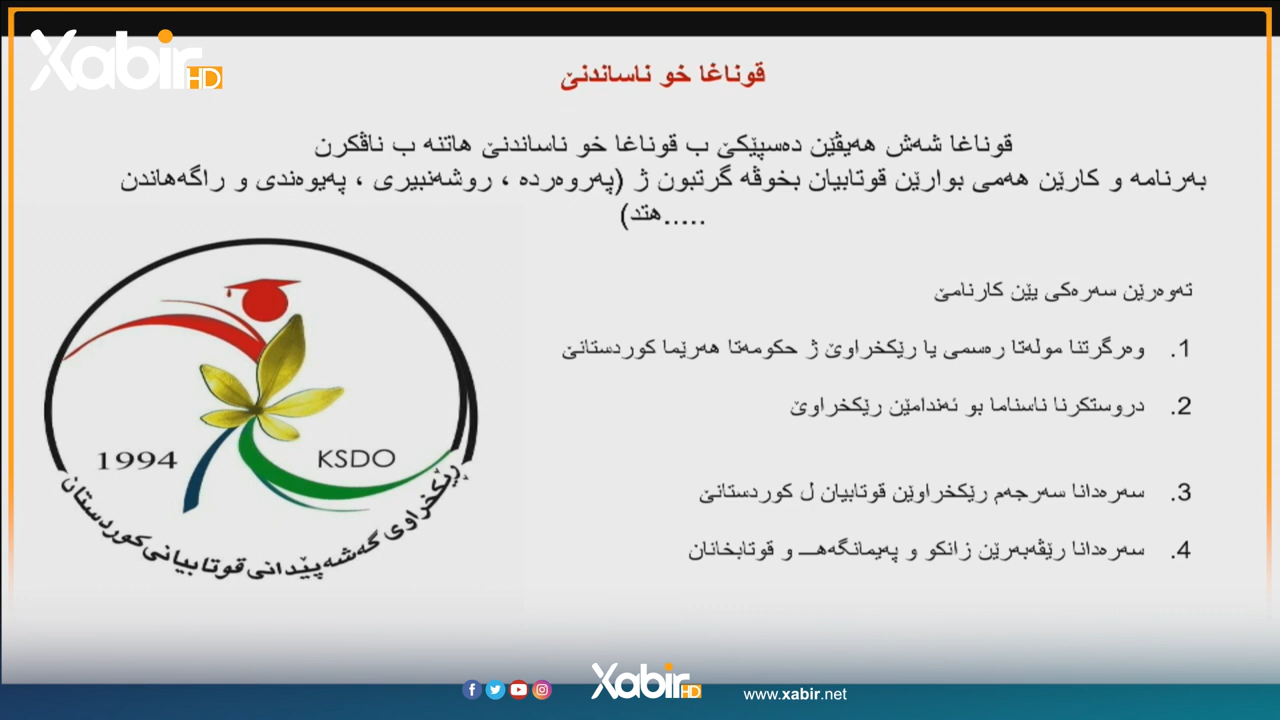 Xabir HD
قوناغا خو ناساندنێ
قوناغا شەش هەیڤێن دەسپێکێ ب قوناغا خو ناساندنێ هاتنە ب ناڤکرن
بەرنامە و کارێن هەمی بوارێن قوتابیان بخوڤە گرتبون ژ (پەروەردە ، روشەنبیری ، پەیوەندی و راگەهاندن
.....هتد)
تەوەرێن سەرەکی یێن کارنامێ
1. وەرگرتنا مولەتا رەسمی یا رێکخراوێ ژ حکومەتا هەرێما کوردستانێ
2. دروستکرنا ناسناما بو ئەندامێن رێکخراوێ
3. سەرەدانا سەرجەم رێکخراوێن قوتابیان ل کوردستانێ
4. سەرەدانا رێڤەبەرێن زانکو و پەیمانگەهـــ و قوتابخانان
1994 KSDO
رێکخراوی گەشەپێدانی قوتابیانی کوردستان
Xabir HD
www.xabir.net